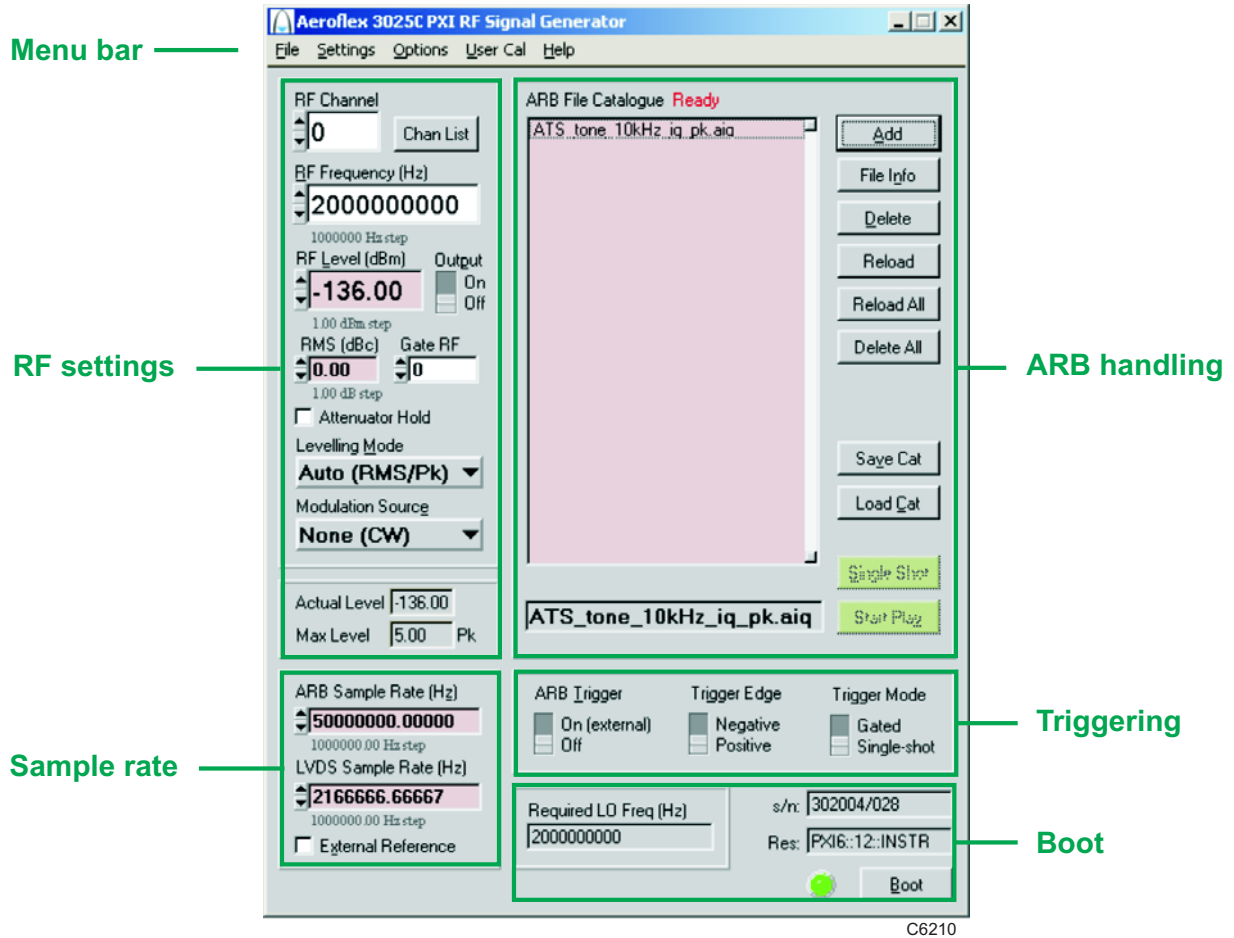 Aeroflex 3025C PXI RF Signal Generator
Menu bar
File Settings Options User Cal Help
RF Channel
0
Chan List
RF Frequency (Hz)
2000000000
1000000 Hz step
RF Level (dBm) Output
-136.00
On
Off
1.00 dBm step
RMS (dBc) Gate RF
0.00 0
1.00 dB step
Attenuator Hold
Levelling Mode
Auto (RMS/Pk)
Modulation Source
None (CW)
Actual Level -136.00
Max Level 5.00 Pk
RF settings
ARB File Catalogue Ready
ATS_tone_10kHz_iq_pk.aiq
Add
File Info
Delete
Reload
Reload All
Delete All
Save Cat
Load Cat
Single Shot
ATS_tone_10kHz_iq_pk.aiq
Start Play
ARB handling
ARB Sample Rate (Hz)
50000000.00000
1000000.00 Hz step
LVDS Sample Rate (Hz)
2166666.66667
1000000.00 Hz step
External Reference
Sample rate
ARB Trigger Trigger Edge Trigger Mode
On (external) Negative Gated
Off Positive Single-shot
Triggering
Required LO Freq (Hz)
2000000000
s/n: 302004/028
Res: PXI6::12::INSTR
Boot
Boot
C6210